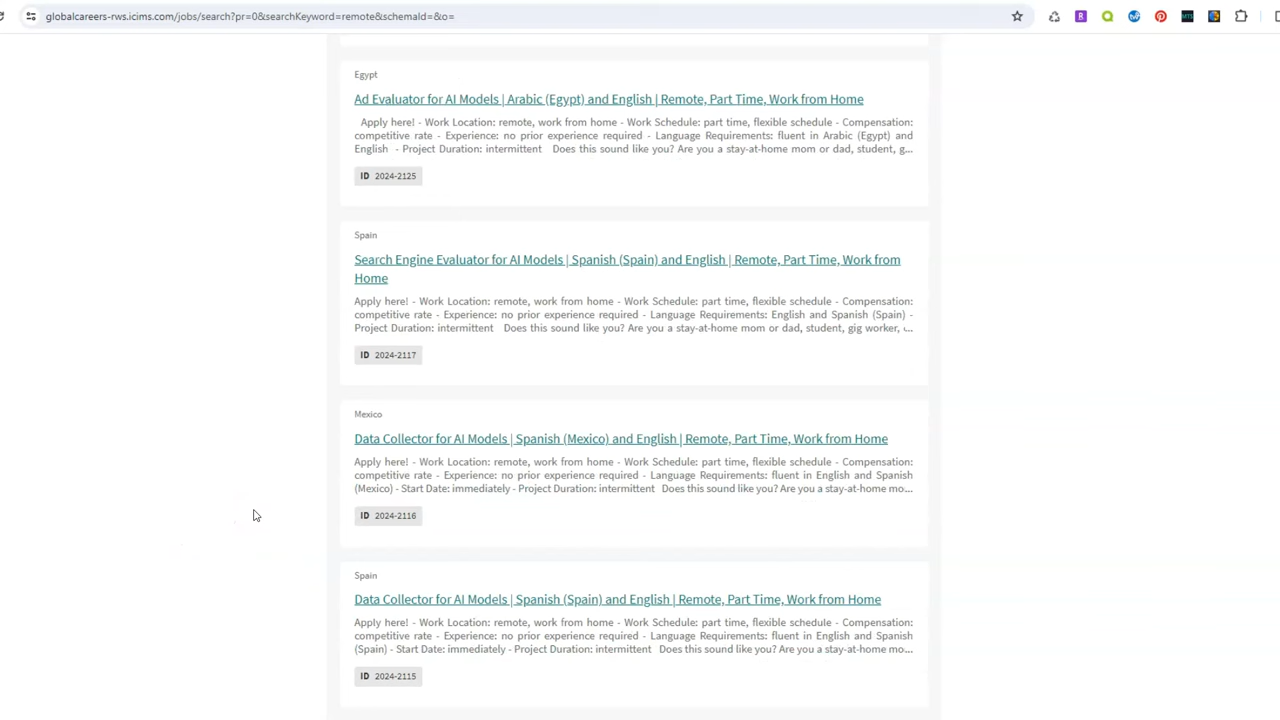 globalcareers-rws.icims.com/jobs/search?pr=0&searchKeyword=remote&schemaId=&o=
Egypt
Ad Evaluator for AI Models | Arabic (Egypt) and English | Remote, Part Time, Work from Home
Apply here! - Work Location: remote, work from home - Work Schedule: part time, flexible schedule - Compensation:
competitive rate - Experience: no prior experience required - Language Requirements: fluent in Arabic (Egypt) and
English - Project Duration: intermittent Does this sound like you? Are you a stay-at-home mom or dad, student, g...
ID 2024-2125
Spain
Search Engine Evaluator for AI Models | Spanish (Spain) and English | Remote, Part Time, Work from
Home
Apply here! - Work Location: remote, work from home - Work Schedule: part time, flexible schedule - Compensation:
competitive rate - Experience: no prior experience required - Language Requirements: English and Spanish (Spain) -
Project Duration: intermittent Does this sound like you? Are you a stay-at-home mom or dad, student, gig worker, ...
ID 2024-2117
Mexico
Data Collector for AI Models | Spanish (Mexico) and English | Remote, Part Time, Work from Home
Apply here! - Work Location: remote, work from home - Work Schedule: part time, flexible schedule - Compensation:
competitive rate - Experience: no prior experience required - Language Requirements: fluent in English and Spanish
(Mexico) - Start Date: immediately - Project Duration: intermittent Does this sound like you? Are you a stay-at-home mo...
ID 2024-2116
Spain
Data Collector for AI Models | Spanish (Spain) and English | Remote, Part Time, Work from Home
Apply here! - Work Location: remote, work from home - Work Schedule: part time, flexible schedule - Compensation:
competitive rate - Experience: no prior experience required - Language Requirements: fluent in English and Spanish
(Spain) - Start Date: immediately - Project Duration: intermittent Does this sound like you? Are you a stay-at-home mo...
ID 2024-2115